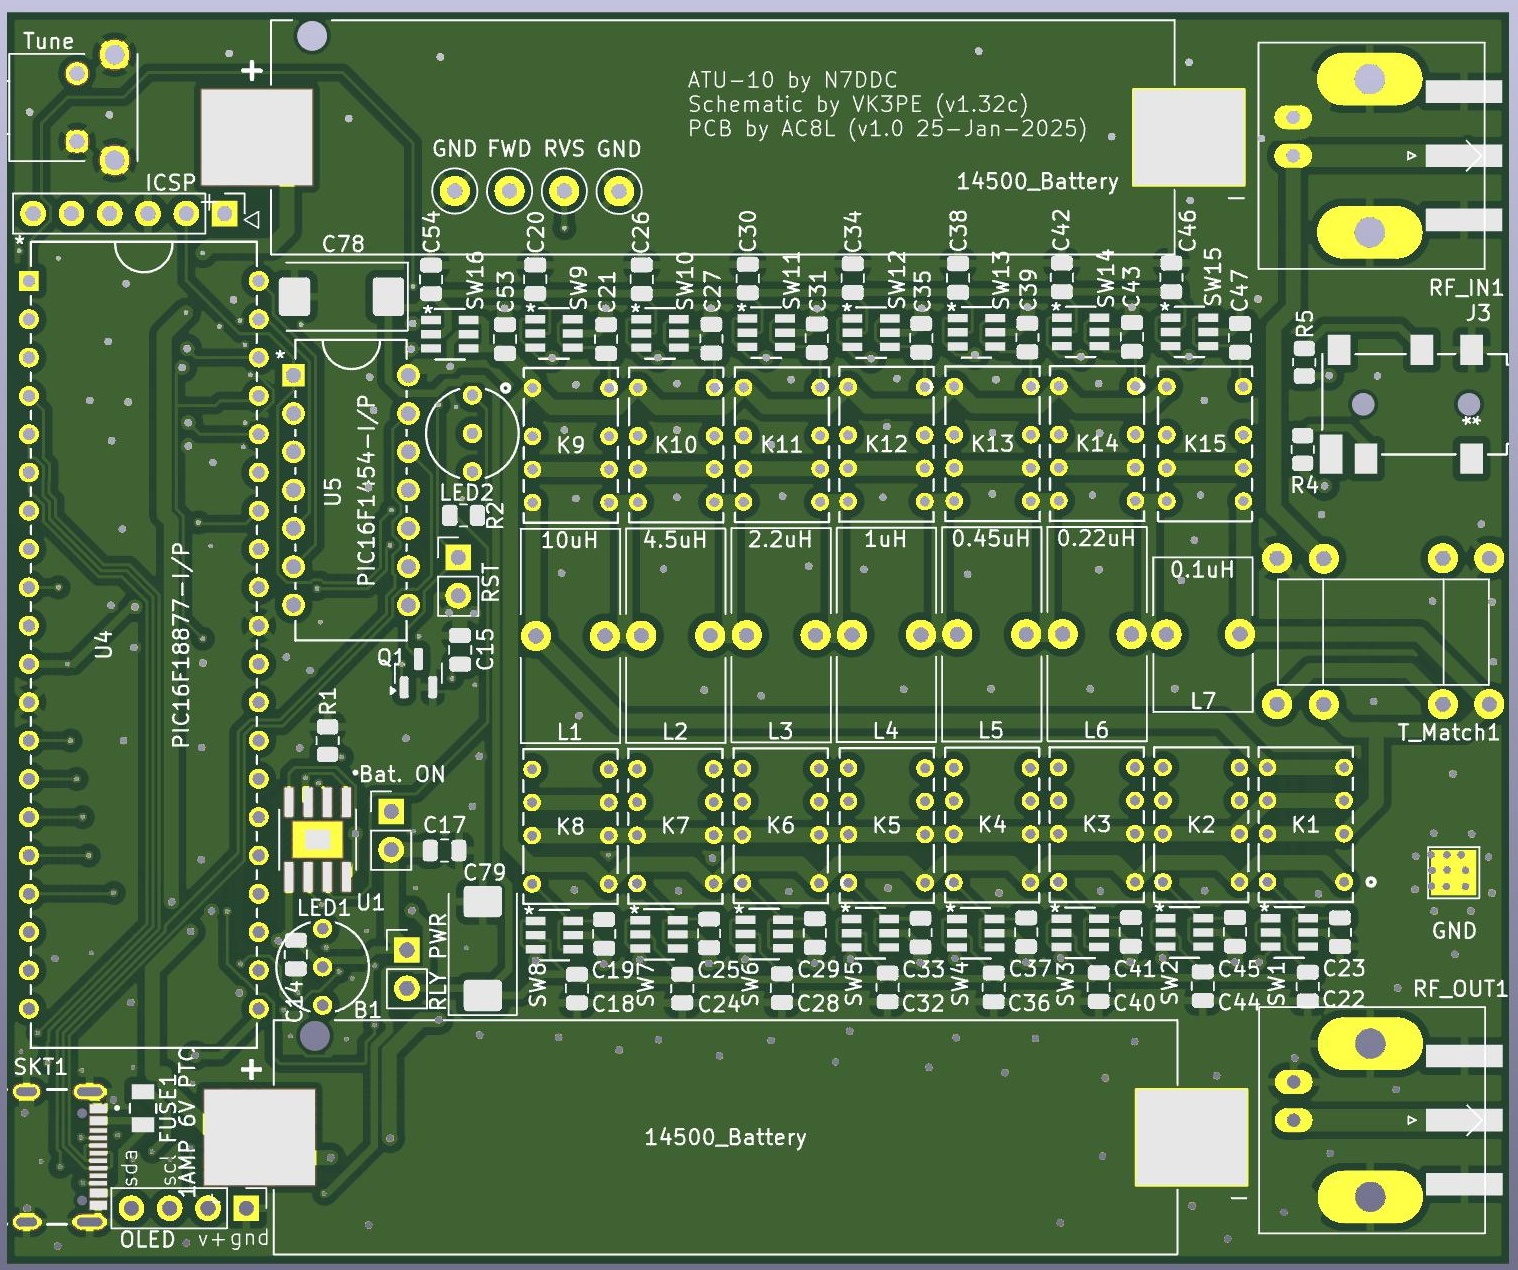 Tune
+
ATU-10 by N7DDC
Schematic by VK3PE (v1.32c)
PCB by AC8L (v1.0 25-Jan-2025)
GND FWD RVS GND
ICSP
14500_Battery
C78
C54 C20 C26 C30 C34 C38 C42 C46
SW16 SW9 SW10 SW11 SW12 SW13 SW14 SW15
C53 C21 C27 C31 C35 C39 C43 C47
RF_IN1
J3
R5
K9 K10 K11 K12 K13 K14 K15
**
R4
LED2
R2
U5
PIC16F1454-I/P
RST
10uH 4.5uH 2.2uH 1uH 0.45uH 0.22uH 0.1uH
U4
PIC16F18877-I/P
Q1
C15
R1
L1 L2 L3 L4 L5 L6 L7
T_Match1
Bat. ON
C17
K8 K7 K6 K5 K4 K3 K2 K1
C79
U1
LED1
GND
RLY PWR
C14
B1
SW8 SW7 SW6 SW5 SW4 SW3 SW2 SW1
C19 C25 C29 C33 C37 C41 C45 C23
C18 C24 C28 C32 C36 C40 C44 C22
RF_OUT1
SKT1
+
FUSE1
1AMP 6V PTC
sda
scl
14500_Battery
OLED
v+
gnd